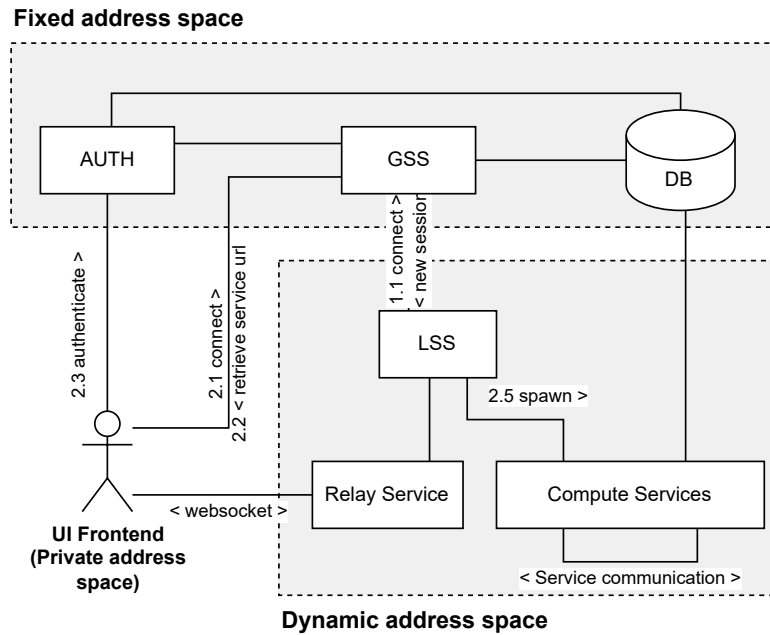 Fixed address space
AUTH
GSS
DB
1.1 connect >
< new session
2.3 authenticate >
2.1 connect >
2.2 < retrieve service url
LSS
2.5 spawn >
Relay Service
Compute Services
< websocket >
UI Frontend
(Private address
space)
< Service communication >
Dynamic address space